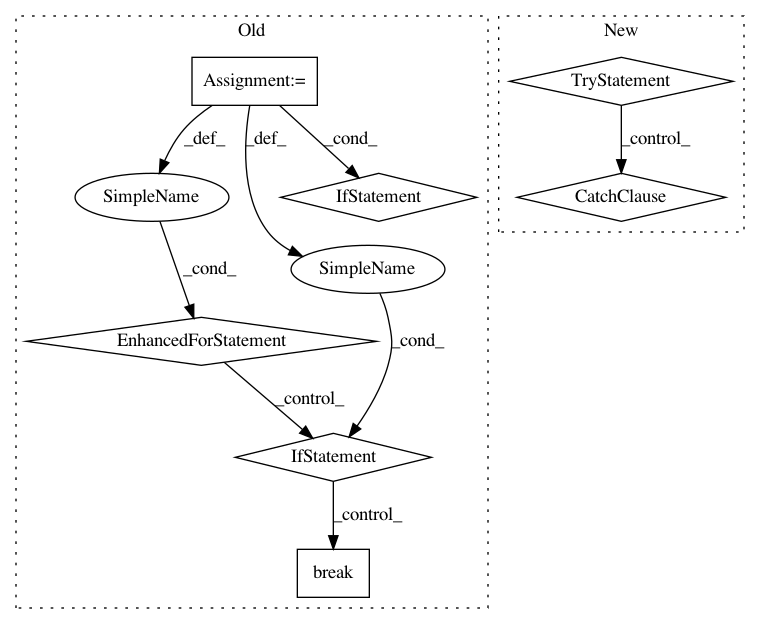 Old
New
Assignment:=
TryStatement
_def_
_def_
_cond_
_control_
SimpleName
IfStatement
CatchClause
SimpleName
_cond_
EnhancedForStatement
_cond_
_control_
IfStatement
_control_
break